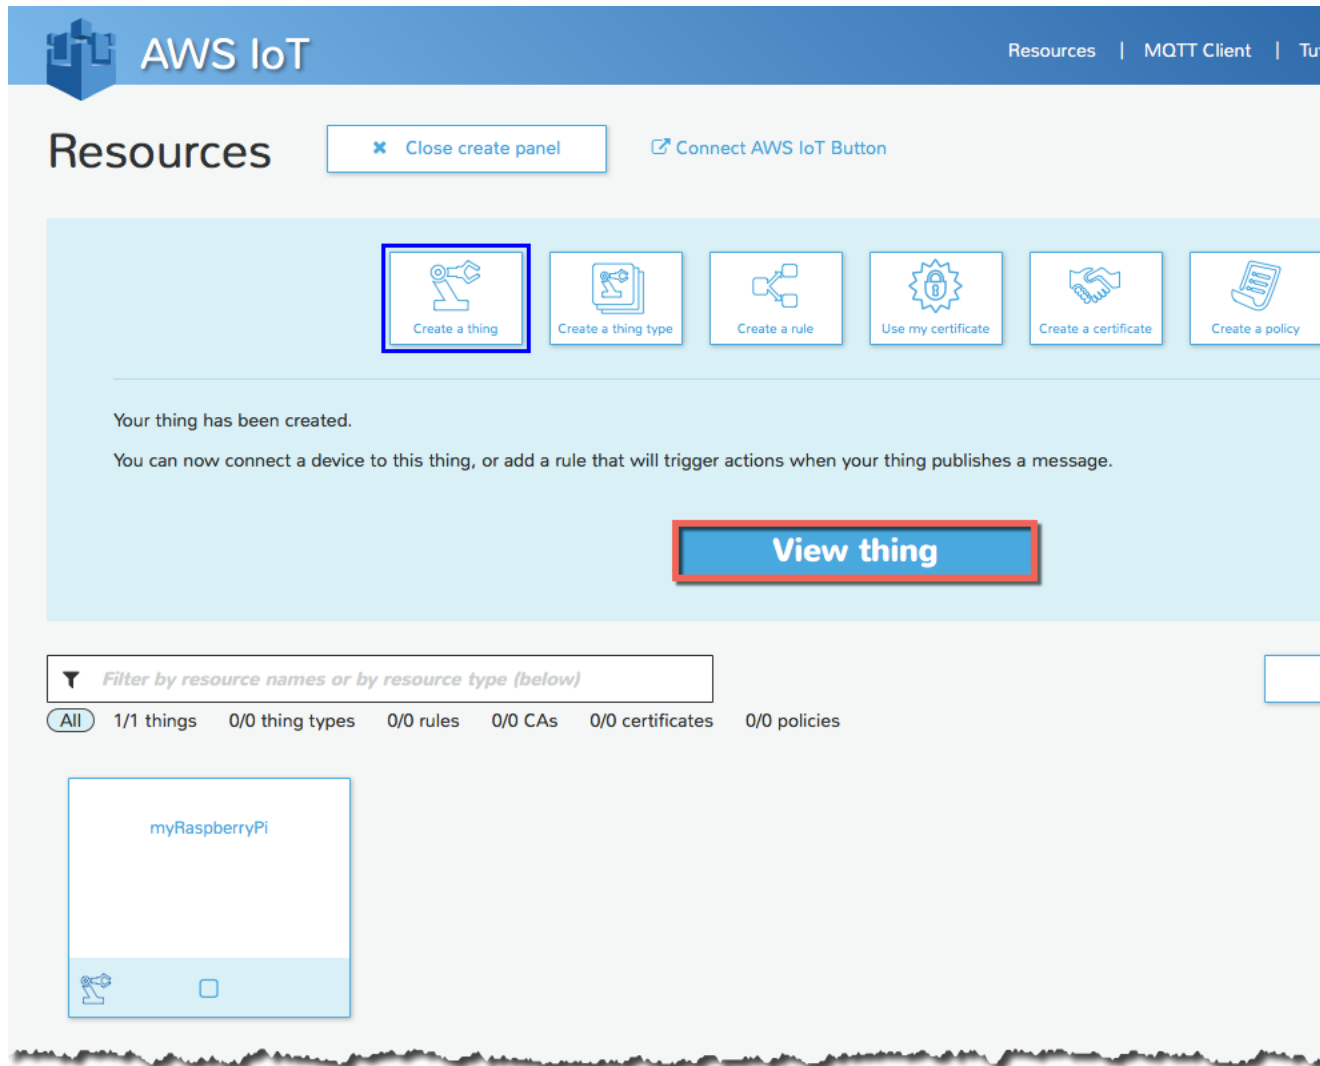 AWS IoT
Resources | MQTT Client |
Resources
Close create panel
Connect AWS IoT Button
Create a thing
Create a thing type
Create a rule
Use my certificate
Create a certificate
Create a policy
Your thing has been created.
You can now connect a device to this thing, or add a rule that will trigger actions when your thing publishes a message.
View thing
Filter by resource names or by resource type (below)
All 1/1 things 0/0 thing types 0/0 rules 0/0 CAs 0/0 certificates 0/0 policies
myRaspberryPi